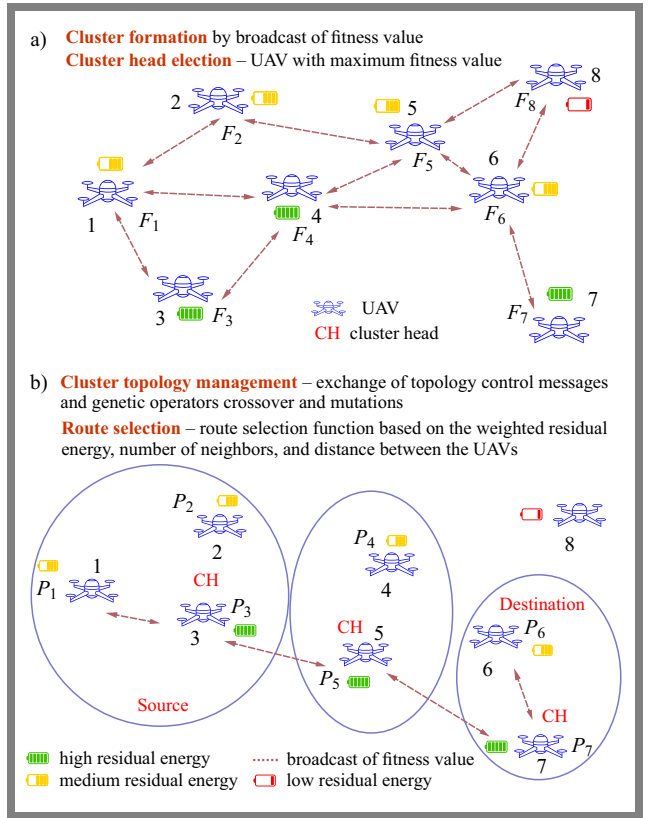 a) Cluster formation by broadcast of fitness value
Cluster head election – UAV with maximum fitness value
8
2
5
F8
F2
F5
6
1
F1
4
F4
F6
3
F3
7
F7
UAV
CH cluster head
b) Cluster topology management – exchange of topology control messages
and genetic operators crossover and mutations
Route selection – route selection function based on the weighted residual
energy, number of neighbors, and distance between the UAVs
P2
2
P4
4
8
P1
1
CH
P3
3
CH
5
P5
Destination
P6
6
Source
CH
P7
7
high residual energy
broadcast of fitness value
medium residual energy
low residual energy